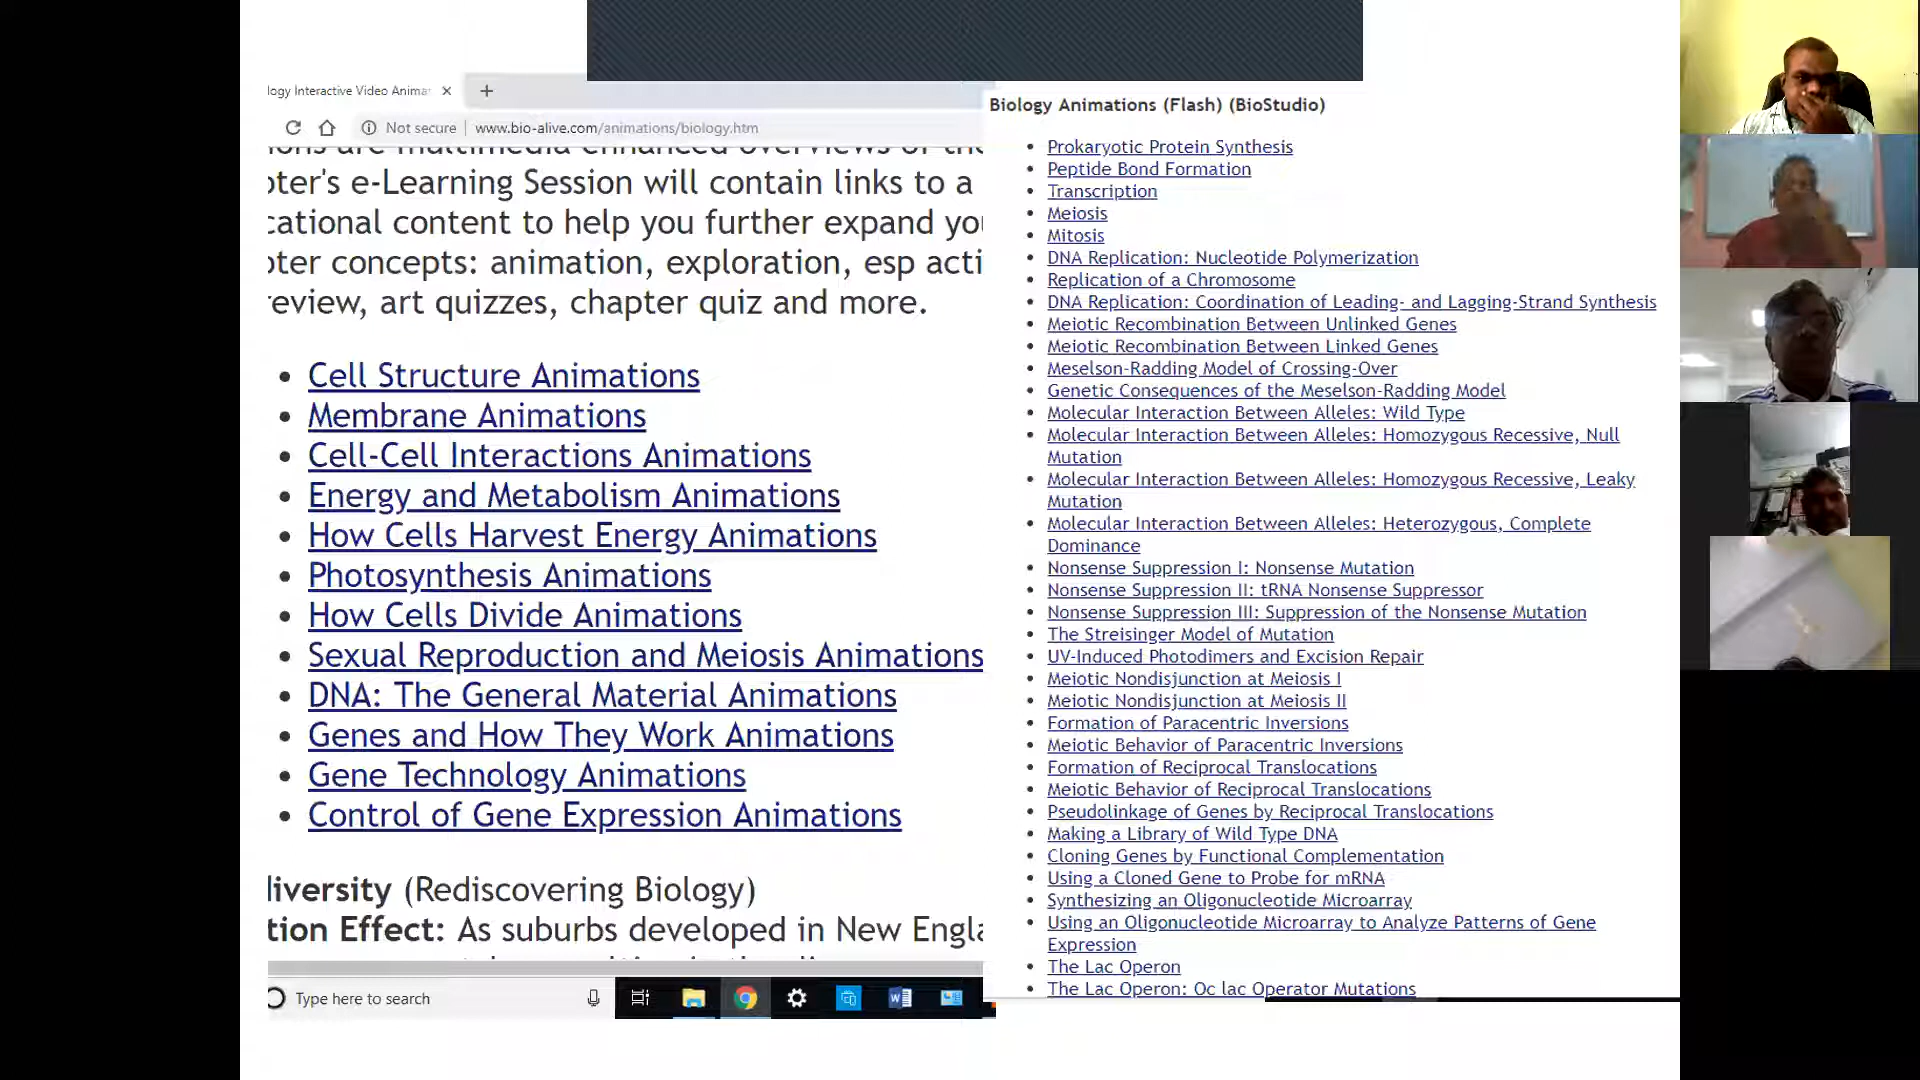 logy Interactive Video Anima
Not secure | www.bio-alive.com/animations/biology.htm
pter's e-Learning Session will contain links to a
cational content to help you further expand you
pter concepts: animation, exploration, esp acti
review, art quizzes, chapter quiz and more.
• Cell Structure Animations
• Membrane Animations
• Cell-Cell Interactions Animations
• Energy and Metabolism Animations
• How Cells Harvest Energy Animations
• Photosynthesis Animations
• How Cells Divide Animations
• Sexual Reproduction and Meiosis Animations
• DNA: The General Material Animations
• Genes and How They Work Animations
• Gene Technology Animations
• Control of Gene Expression Animations
diversity (Rediscovering Biology)
tion Effect: As suburbs developed in New Engla
Type here to search
Biology Animations (Flash) (BioStudio)
• Prokaryotic Protein Synthesis
• Peptide Bond Formation
• Transcription
• Meiosis
• Mitosis
• DNA Replication: Nucleotide Polymerization
• Replication of a Chromosome
• DNA Replication: Coordination of Leading- and Lagging-Strand Synthesis
• Meiotic Recombination Between Unlinked Genes
• Meiotic Recombination Between Linked Genes
• Meselson-Radding Model of Crossing-Over
• Genetic Consequences of the Meselson-Radding Model
• Molecular Interaction Between Alleles: Wild Type
• Molecular Interaction Between Alleles: Homozygous Recessive, Null
Mutation
• Molecular Interaction Between Alleles: Homozygous Recessive, Leaky
Mutation
• Molecular Interaction Between Alleles: Heterozygous, Complete
Dominance
• Nonsense Suppression I: Nonsense Mutation
• Nonsense Suppression II: tRNA Nonsense Suppressor
• Nonsense Suppression III: Suppression of the Nonsense Mutation
• The Streisinger Model of Mutation
• UV-Induced Photodimers and Excision Repair
• Meiotic Nondisjunction at Meiosis I
• Meiotic Nondisjunction at Meiosis II
• Formation of Paracentric Inversions
• Meiotic Behavior of Paracentric Inversions
• Formation of Reciprocal Translocations
• Meiotic Behavior of Reciprocal Translocations
• Pseudolinkage of Genes by Reciprocal Translocations
• Making a Library of Wild Type DNA
• Cloning Genes by Functional Complementation
• Using a Cloned Gene to Probe for mRNA
• Synthesizing an Oligonucleotide Microarray
• Using an Oligonucleotide Microarray to Analyze Patterns of Gene
Expression
• The Lac Operon
• The Lac Operon: Oc lac Operator Mutations